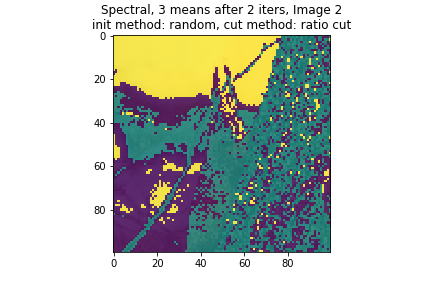 Spectral, 3 means after 2 iters, Image 2
init method: random, cut method: ratio cut
0
20
40
60
80
0 20 40 60 80